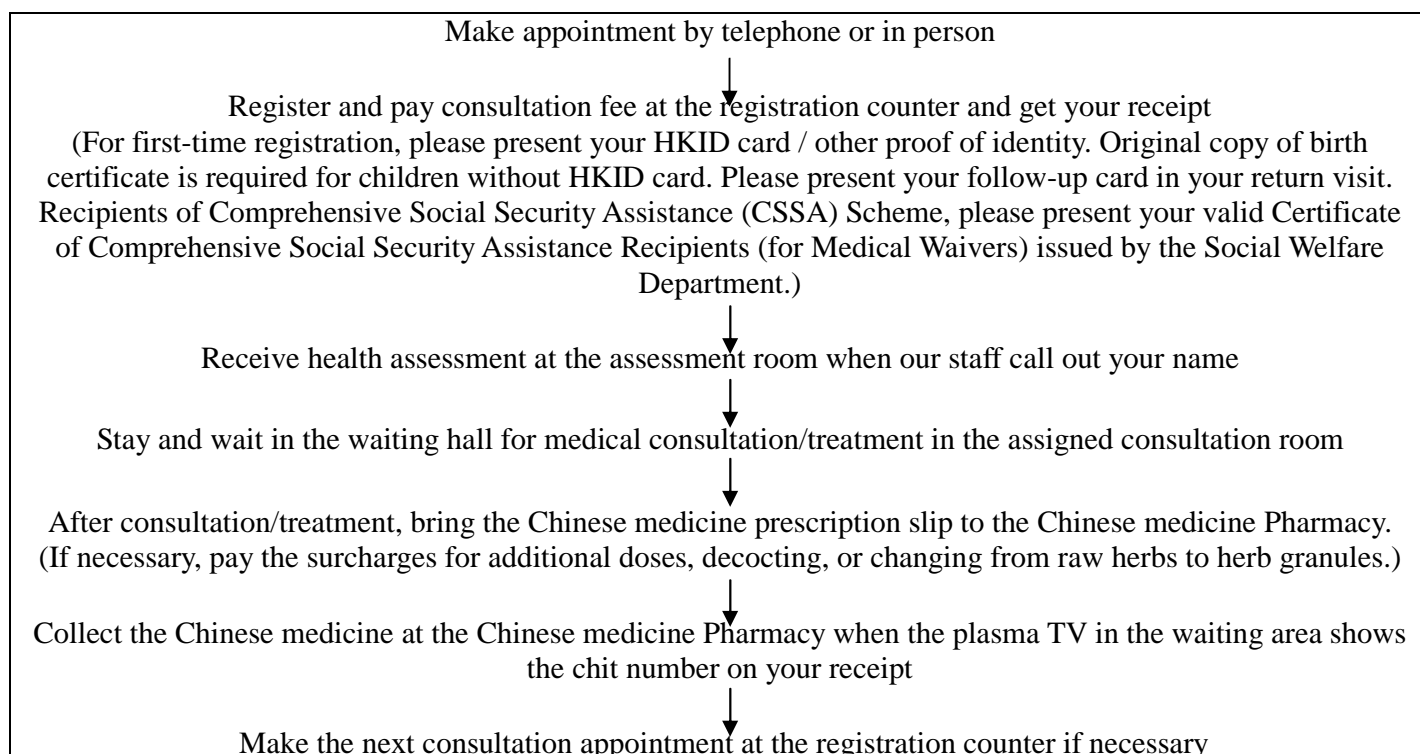 Make appointment by telephone or in person
Register and pay consultation fee at the registration counter and get your receipt
(For first-time registration, please present your HKID card / other proof of identity. Original copy of birth
certificate is required for children without HKID card. Please present your follow-up card in your return visit.
Recipients of Comprehensive Social Security Assistance (CSSA) Scheme, please present your valid Certificate
of Comprehensive Social Security Assistance Recipients (for Medical Waivers) issued by the Social Welfare
Department.)
Receive health assessment at the assessment room when our staff call out your name
Stay and wait in the waiting hall for medical consultation/treatment in the assigned consultation room
After consultation/treatment, bring the Chinese medicine prescription slip to the Chinese medicine Pharmacy.
(If necessary, pay the surcharges for additional doses, decocting, or changing from raw herbs to herb granules.)
Collect the Chinese medicine at the Chinese medicine Pharmacy when the plasma TV in the waiting area shows
the chit number on your receipt
Make the next consultation appointment at the registration counter if necessary